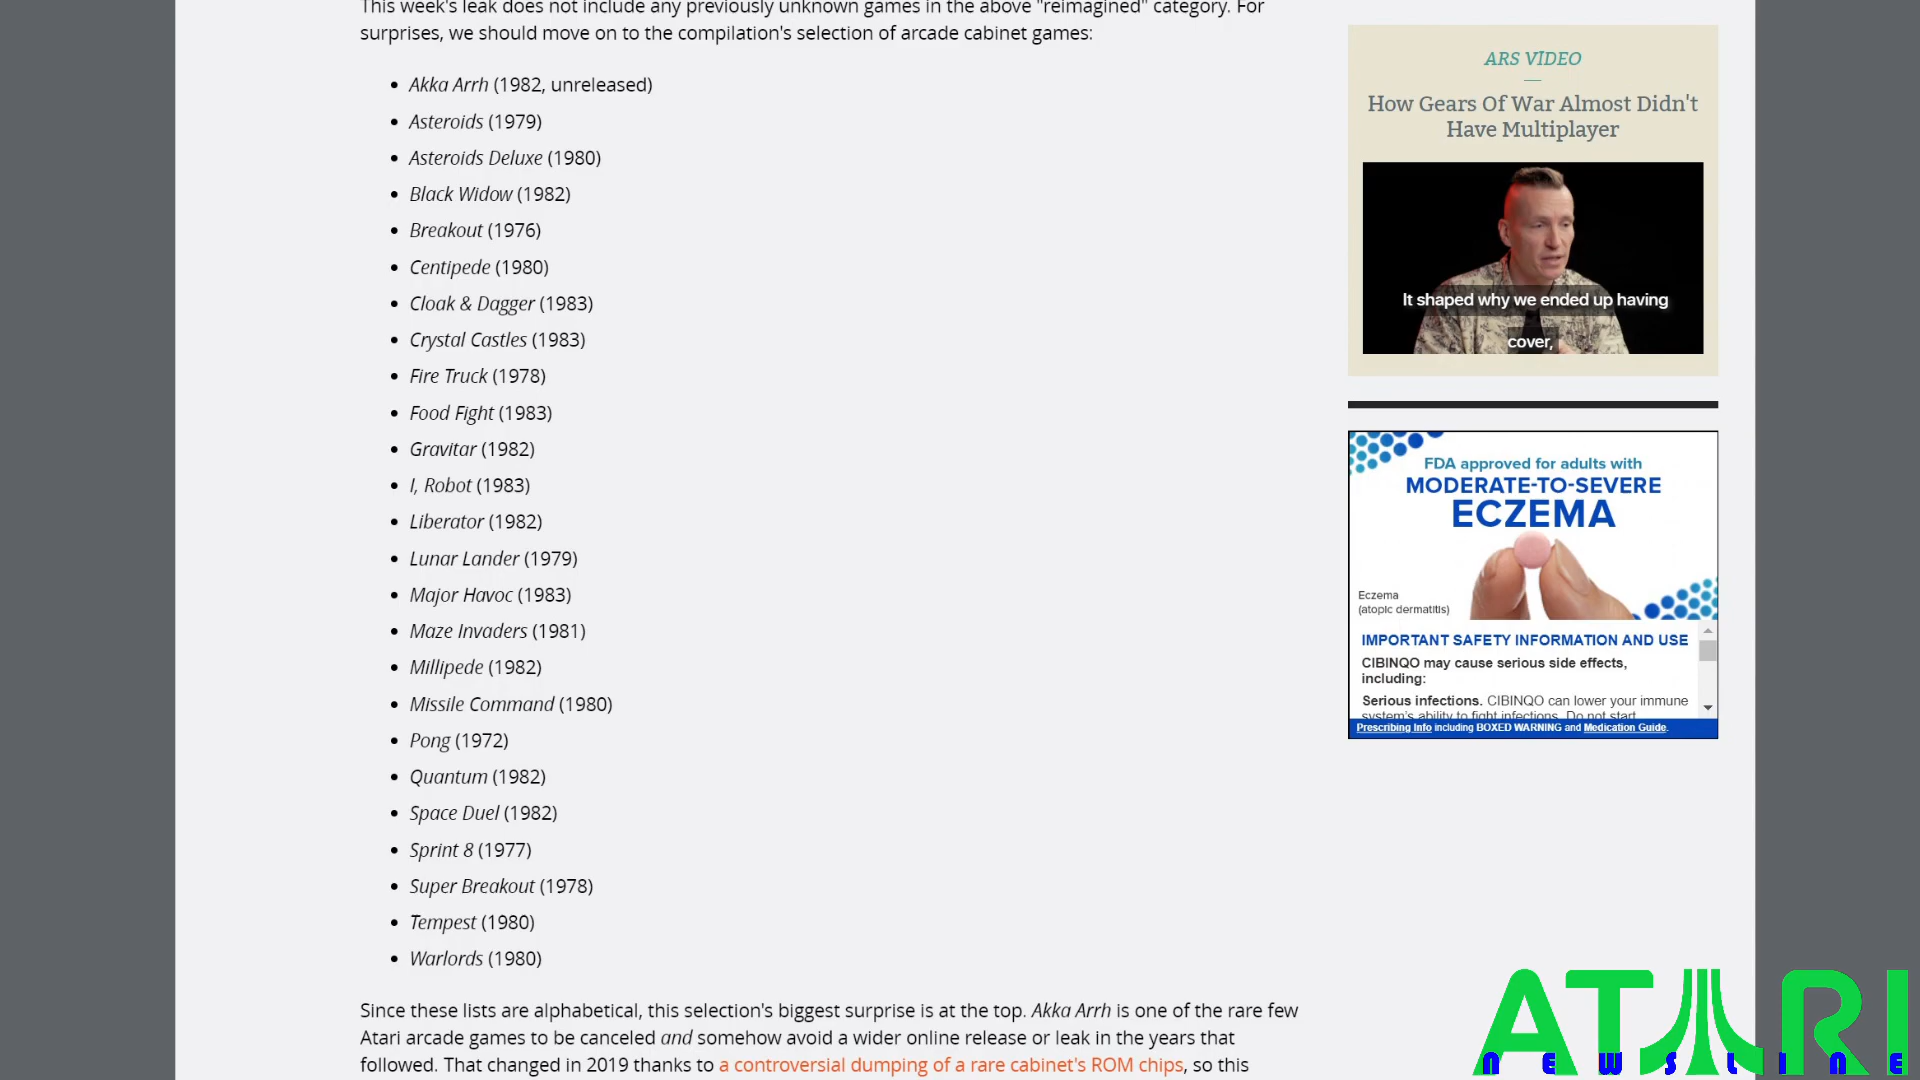 This week's leak does not include any previously unknown games in the above "reimagined" category. For
surprises, we should move on to the compilation's selection of arcade cabinet games:
• Akka Arrh (1982, unreleased)
• Asteroids (1979)
• Asteroids Deluxe (1980)
• Black Widow (1982)
• Breakout (1976)
• Centipede (1980)
• Cloak & Dagger (1983)
• Crystal Castles (1983)
• Fire Truck (1978)
• Food Fight (1983)
• Gravitar (1982)
• I, Robot (1983)
• Liberator (1982)
• Lunar Lander (1979)
• Major Havoc (1983)
• Maze Invaders (1981)
• Millipede (1982)
• Missile Command (1980)
• Pong (1972)
• Quantum (1982)
• Space Duel (1982)
• Sprint 8 (1977)
• Super Breakout (1978)
• Tempest (1980)
• Warlords (1980)
Since these lists are alphabetical, this selection's biggest surprise is at the top. Akka Arrh is one of the rare few
Atari arcade games to be canceled and somehow avoid a wider online release or leak in the years that
followed. That changed in 2019 thanks to a controversial dumping of a rare cabinet's ROM chips, so this
ARS VIDEO
How Gears Of War Almost Didn't
Have Multiplayer
It shaped why we ended up having
cover,
FDA approved for adults with
MODERATE-TO-SEVERE
ECZEMA
Eczema
(atopic dermatitis)
IMPORTANT SAFETY INFORMATION AND USE
CIBINQO may cause serious side effects,
including:
Serious infections. CIBINQO can lower your immune
system's ability to fight infections. Do not start
Prescribing Info including BOXED WARNING and Medication Guide.
ATARI
NEWSLINE